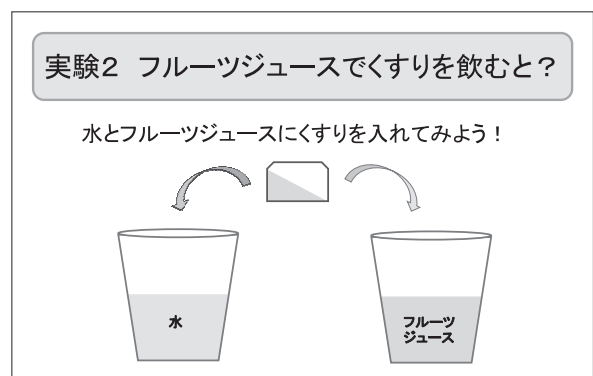 実験2 フルーツジュースでくすりを飲むと？
水とフルーツジュースにくすりを入れてみよう！
水
フルーツ
ジュース